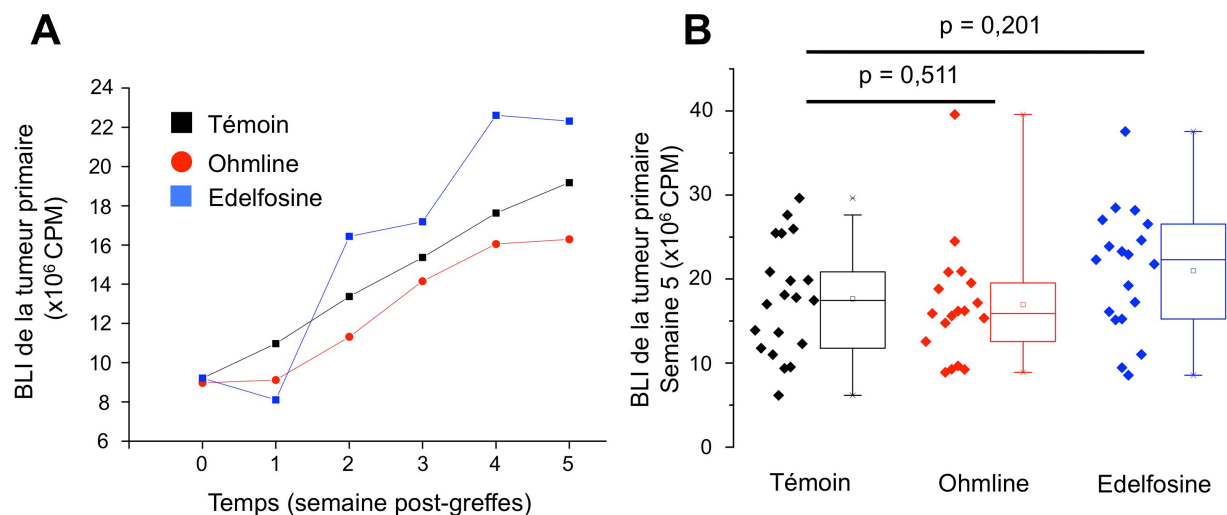 A
BLI de la tumeur primaire
(x10⁶ CPM)
24
22
20
18
16
14
12
10
8
6
Témoin
Ohmline
Edelfosine
0 1 2 3 4 5
Temps (semaine post-greffes)
B
p = 0,201
p = 0,511
BLI de la tumeur primaire
Semaine 5 (x10⁶ CPM)
40
30
20
10
0
Témoin Ohmline Edelfosine